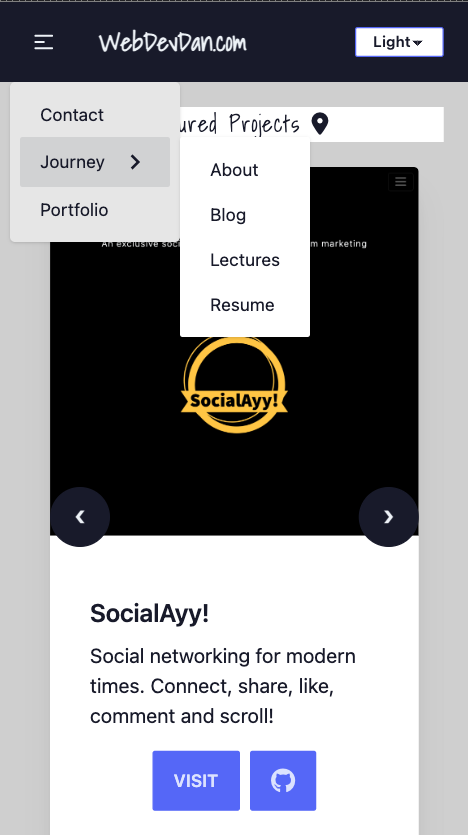 WebDevDan.com
Light
Contact
ured Projects
Journey
About
Portfolio
Blog
An exclusive soci
m marketing
Lectures
Resume
SocialAyy!
SocialAyy!
Social networking for modern
times. Connect, share, like,
comment and scroll!
VISIT